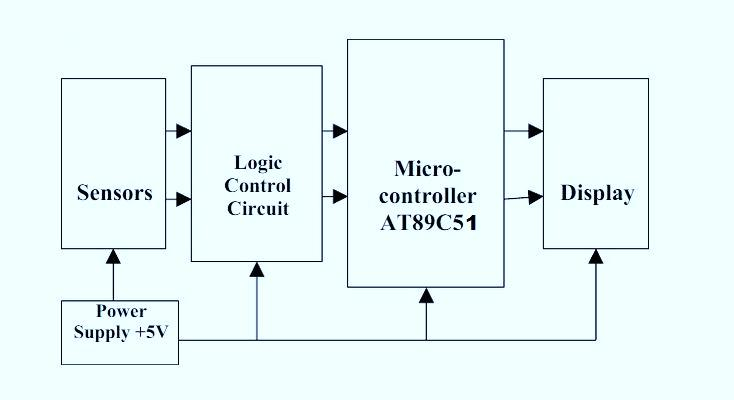 Sensors
Logic
Control
Circuit
Micro-
controller
AT89C51
Display
Power
Supply +5V